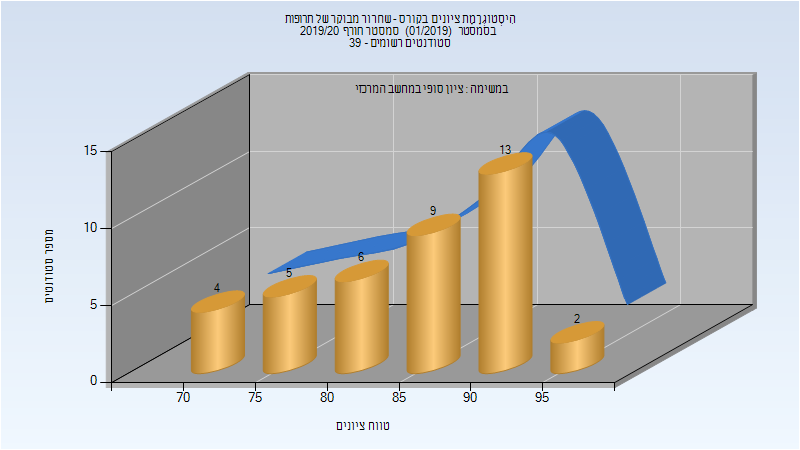 היסטוגרמת ציונים בקורס - שחרור מבוקר של תרופות
בסמסטר (01/2019) סמסטר חורף 2019/20
סטודנטים רשומים - 39
במשימה : ציון סופי במחשב המרכזי
מספר סטודנטים
15
10
5
0
4
5
6
9
13
2
70
75
80
85
90
95
טווח ציונים